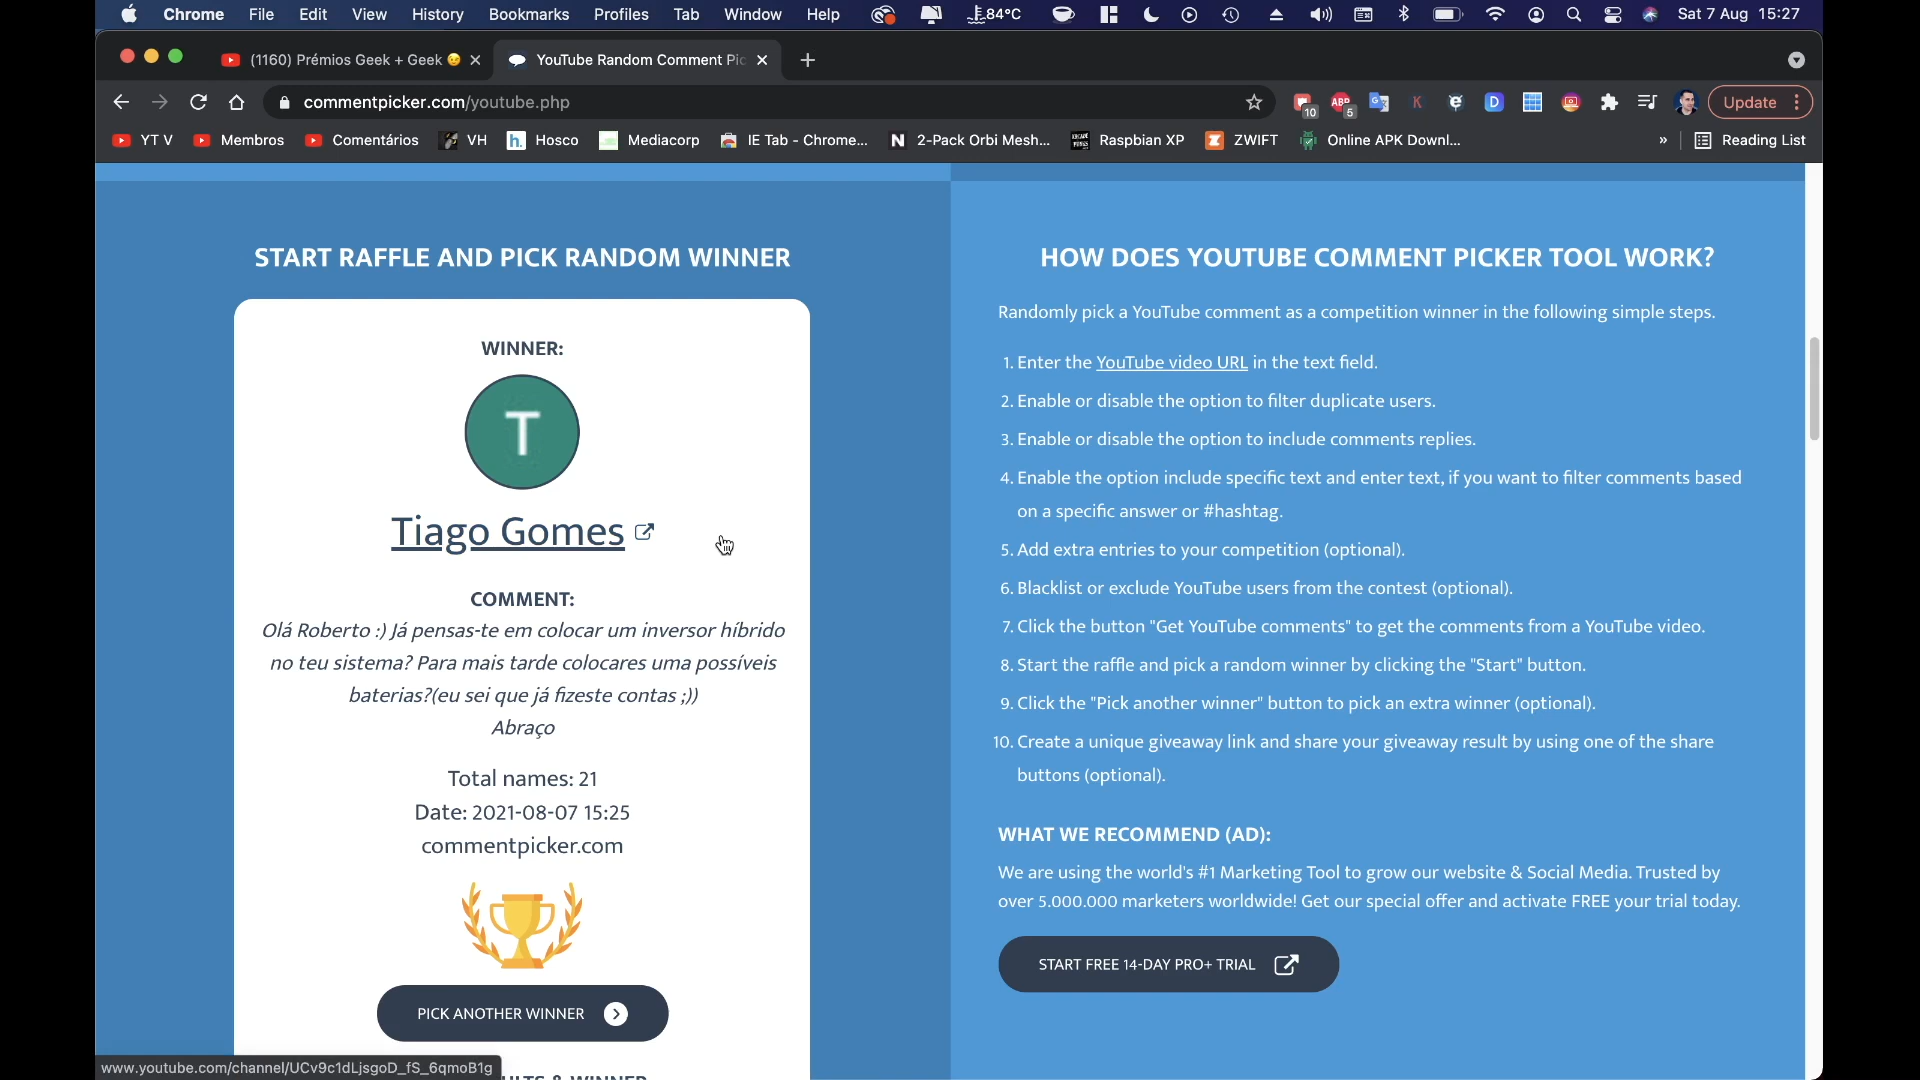 Chrome File Edit View History Bookmarks Profiles Tab Window Help 84°C Sat 7 Aug 15:27
(1160) Prémios Geek + Geek 😉 YouTube Random Comment Pic
commentpicker.com/youtube.php 10 ABP 5 K D Update
YT V Membros Comentários VH h. Hosco Mediacorp IE Tab - Chrome... N 2-Pack Orbi Mesh... Raspbian XP ZWIFT Online APK Downl... » Reading List
START RAFFLE AND PICK RANDOM WINNER
WINNER:
T
Tiago Gomes
COMMENT:
Olá Roberto :) Já pensas-te em colocar um inversor híbrido
no teu sistema? Para mais tarde colocares uma possíveis
baterias?(eu sei que já fizeste contas ;))
Abraço
Total names: 21
Date: 2021-08-07 15:25
commentpicker.com
PICK ANOTHER WINNER
HOW DOES YOUTUBE COMMENT PICKER TOOL WORK?
Randomly pick a YouTube comment as a competition winner in the following simple steps.
1. Enter the YouTube video URL in the text field.
2. Enable or disable the option to filter duplicate users.
3. Enable or disable the option to include comments replies.
4. Enable the option include specific text and enter text, if you want to filter comments based
on a specific answer or #hashtag.
5. Add extra entries to your competition (optional).
6. Blacklist or exclude YouTube users from the contest (optional).
7. Click the button "Get YouTube comments" to get the comments from a YouTube video.
8. Start the raffle and pick a random winner by clicking the "Start" button.
9. Click the "Pick another winner" button to pick an extra winner (optional).
10. Create a unique giveaway link and share your giveaway result by using one of the share
buttons (optional).
WHAT WE RECOMMEND (AD):
We are using the world's #1 Marketing Tool to grow our website & Social Media. Trusted by
over 5.000.000 marketers worldwide! Get our special offer and activate FREE your trial today.
START FREE 14-DAY PRO+ TRIAL
www.youtube.com/channel/UCv9c1dLjsgoD_fS_6qmoB1g